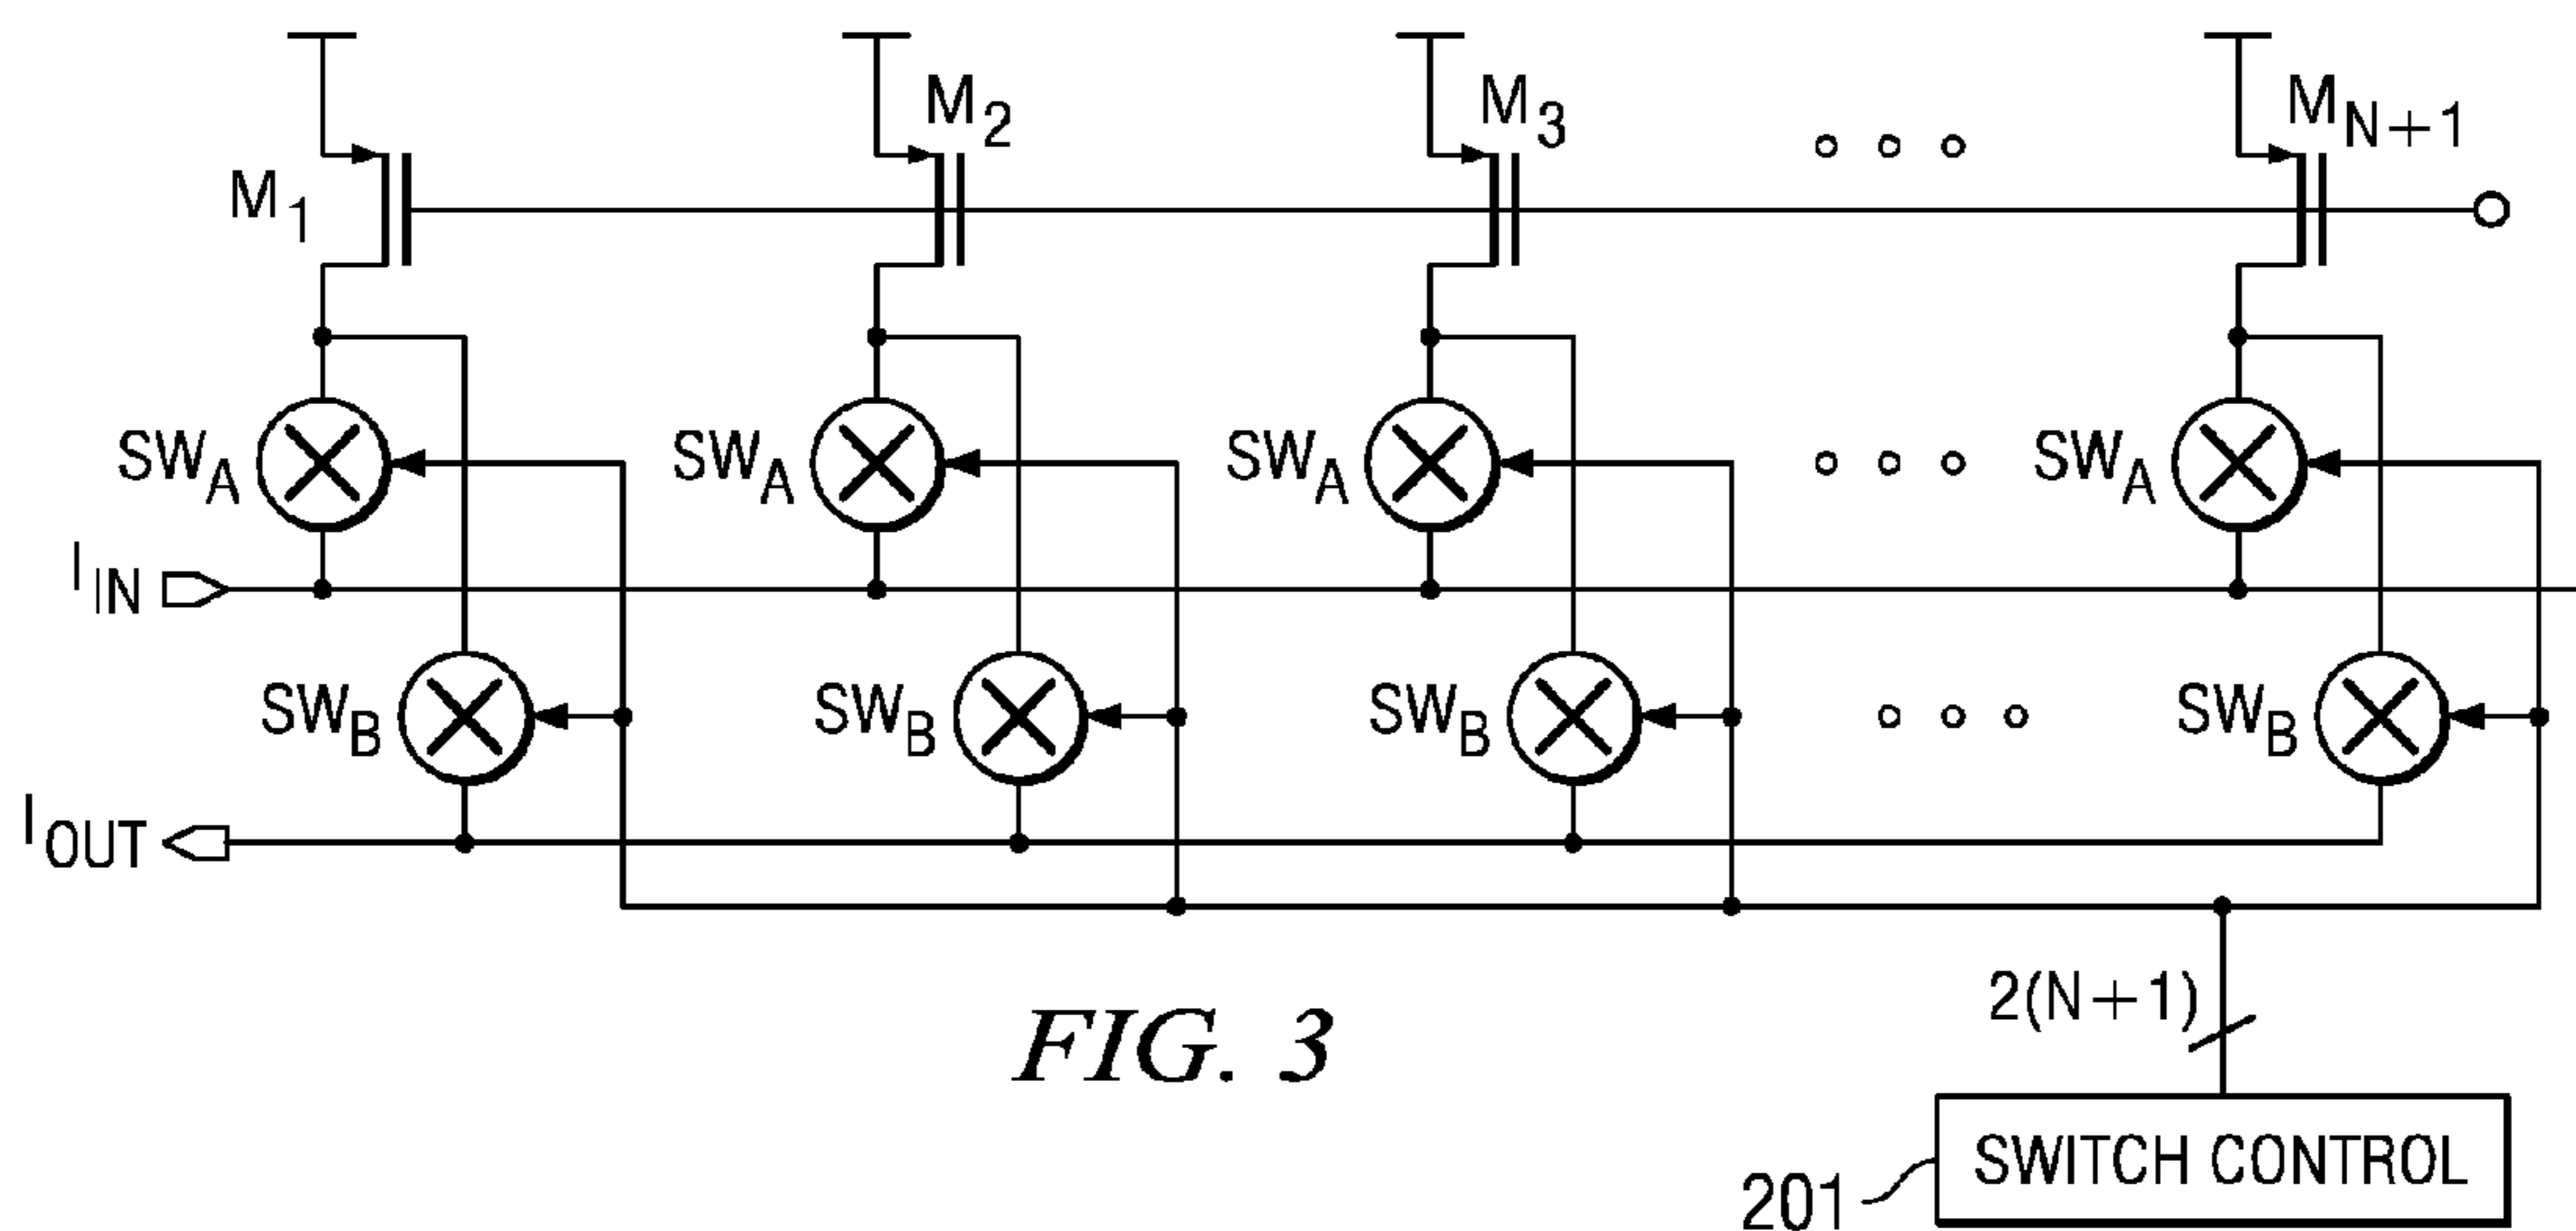 M1
M2
M3
MN+1
SWA
SWA
SWA
SWA
IIN
SWB
SWB
SWB
SWB
IOUT
2(N+1)
FIG. 3
SWITCH CONTROL
201